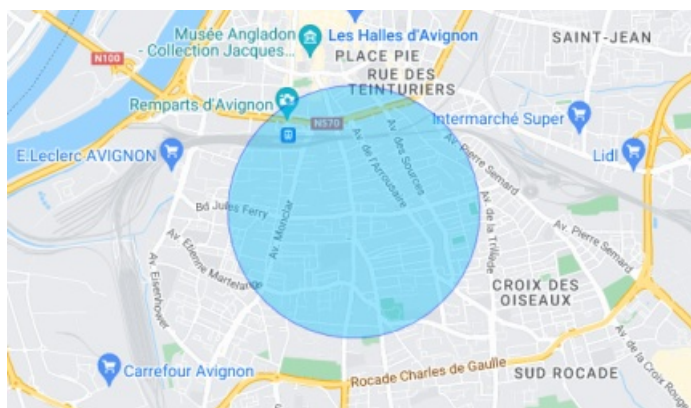 Musée Angladon
- Collection Jacques...
Les Halles d'Avignon
SAINT-JEAN
N100
PLACE PIE
RUE DES
TEINTURIERS
Remparts d'Avignon
N570
Intermarché Super
E.Leclerc AVIGNON
Lidl
Av. des Sources
Av. de l'Arrousaire
Av. Pierre Semard
Bd Jules Ferry
Av. Monclar
Av. de la Trillade
Av. Pierre Semard
Av. Etienne Martelange
Av. Eisenhower
CROIX DES
OISEAUX
Av. de la Croix Rouge
Carrefour Avignon
Rocade Charles de Gaulle
SUD ROCADE